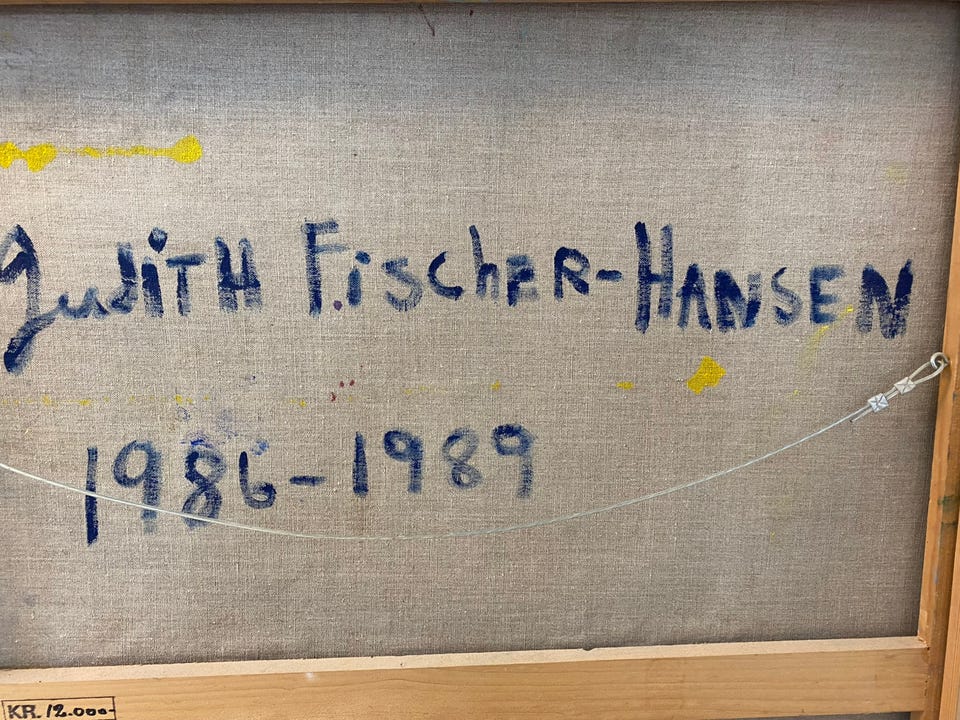 Judith Fischer-Hansen
1986-1989
KR. 12.000-